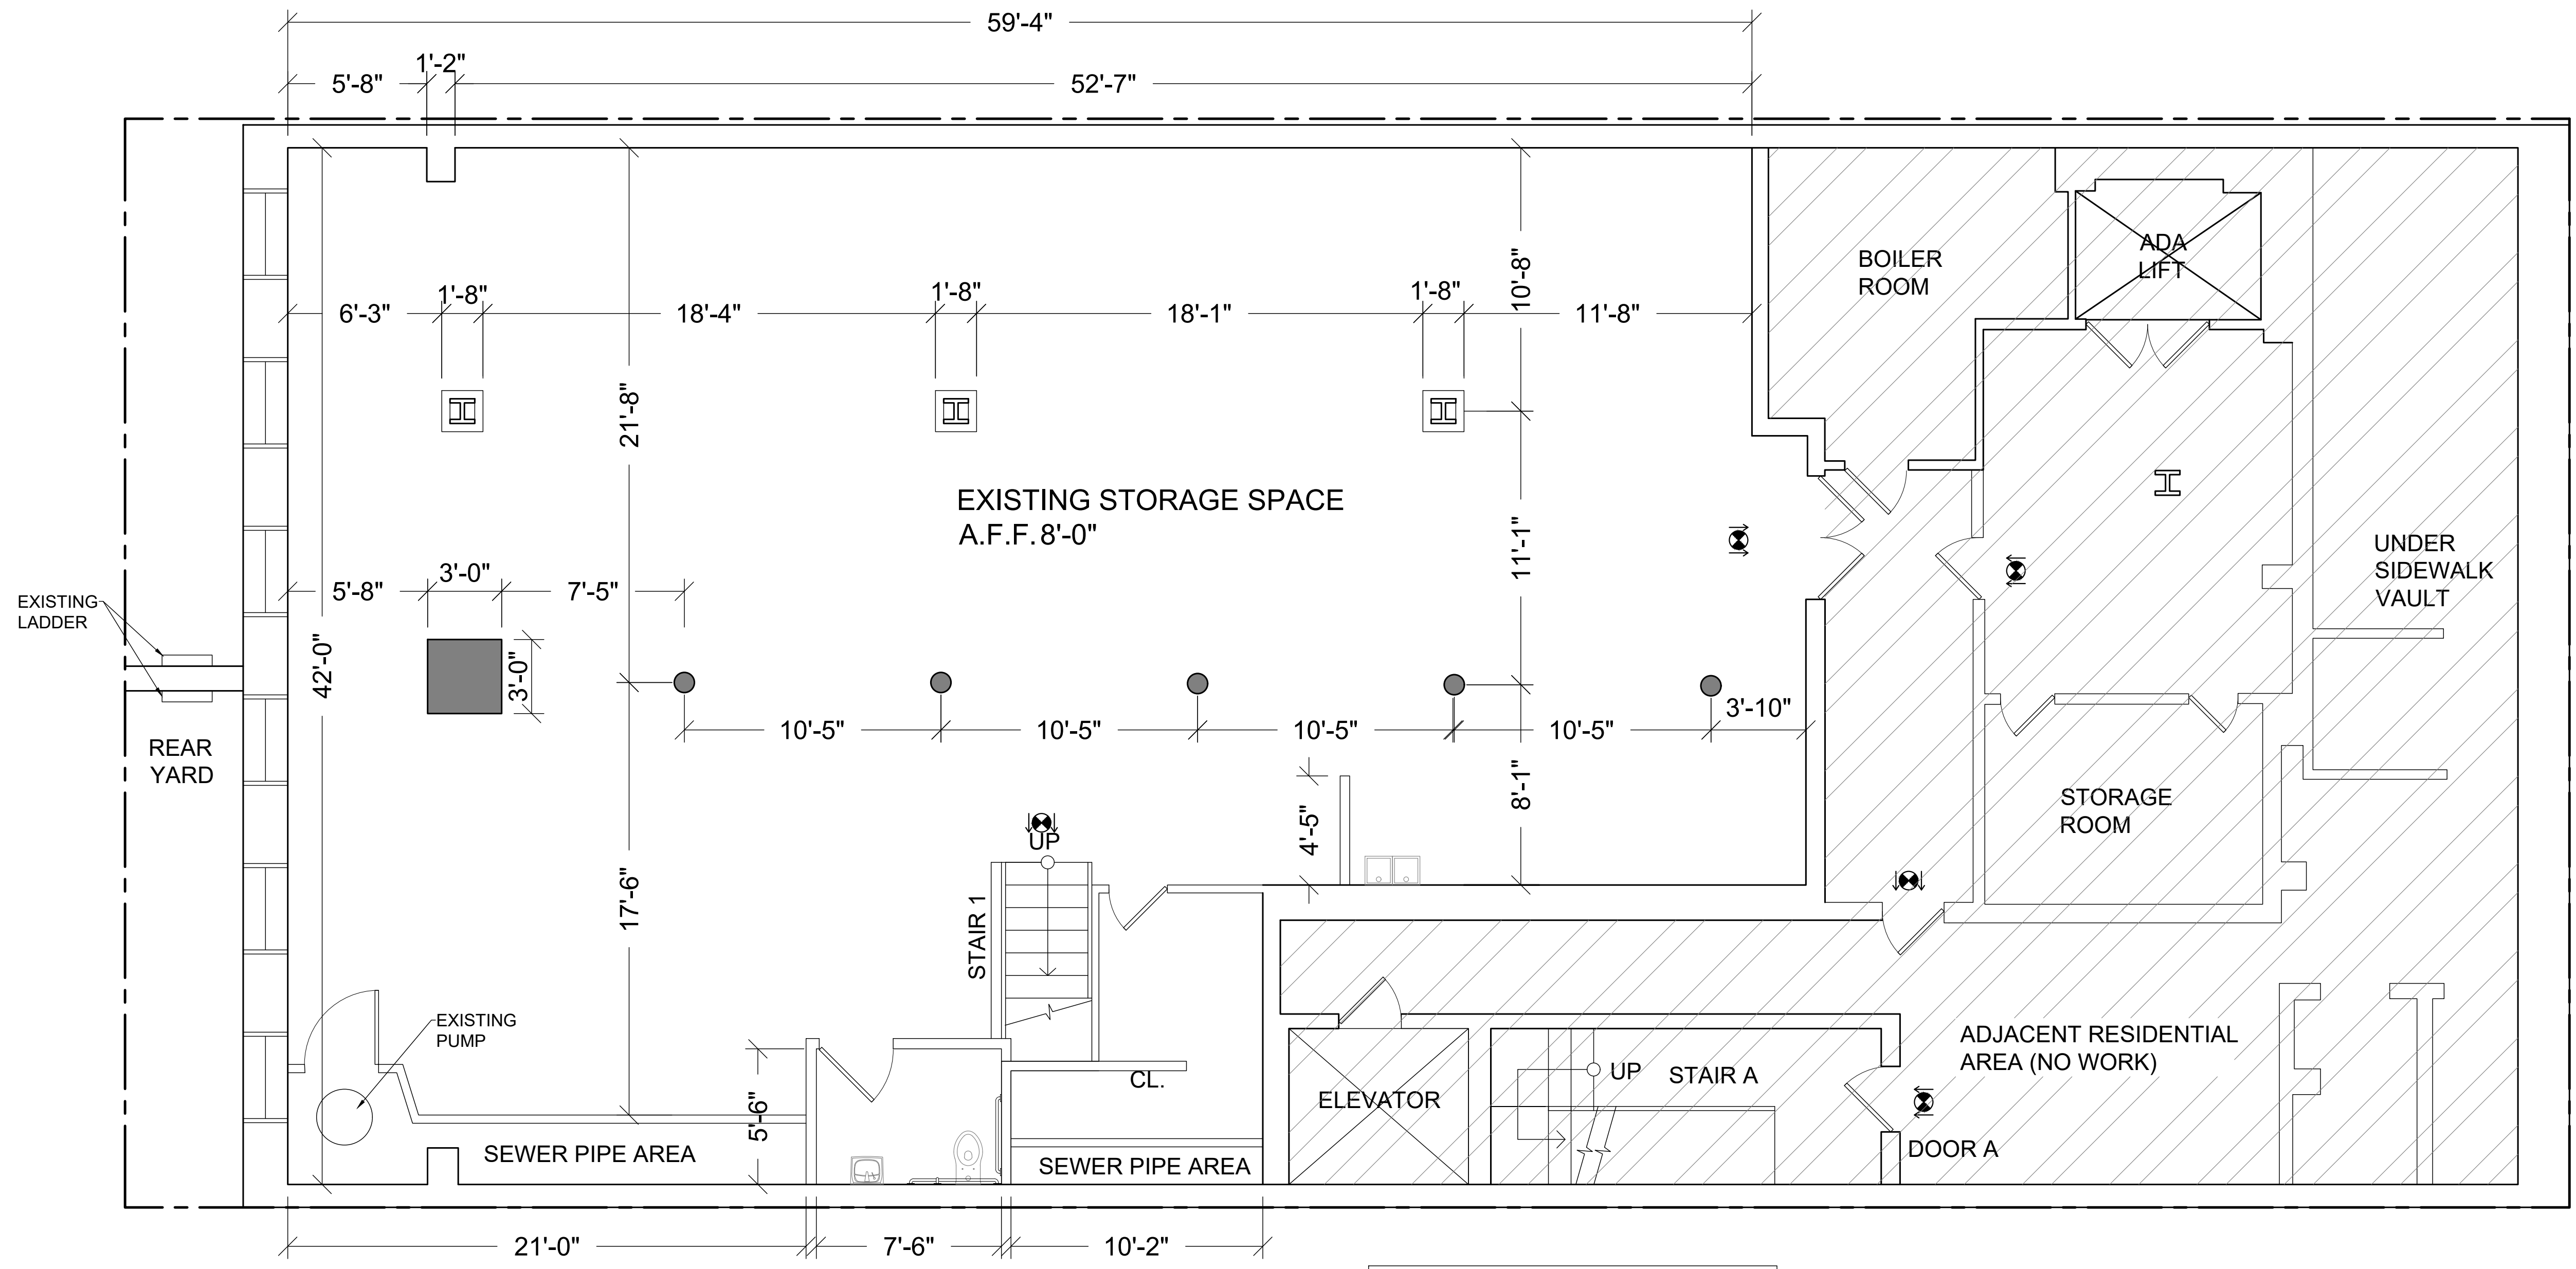 59'-4"
1'-2"
5'-8"
52'-7"
10'-8"
BOILER
ROOM
ADA
LIFT
1'-8"
1'-8"
1'-8"
6'-3"
18'-4"
18'-1"
11'-8"
21'-8"
EXISTING STORAGE SPACE
A.F.F. 8'-0"
11'-1"
UNDER
SIDEWALK
VAULT
3'-0"
5'-8"
7'-5"
EXISTING
LADDER
42'-0"
3'-0"
10'-5"
10'-5"
10'-5"
10'-5"
3'-10"
REAR
YARD
8'-1"
4'-5"
STORAGE
ROOM
UP
17'-6"
STAIR 1
EXISTING
PUMP
ADJACENT RESIDENTIAL
AREA (NO WORK)
UP
STAIR A
CL.
ELEVATOR
5'-6"
DOOR A
SEWER PIPE AREA
SEWER PIPE AREA
21'-0"
7'-6"
10'-2"